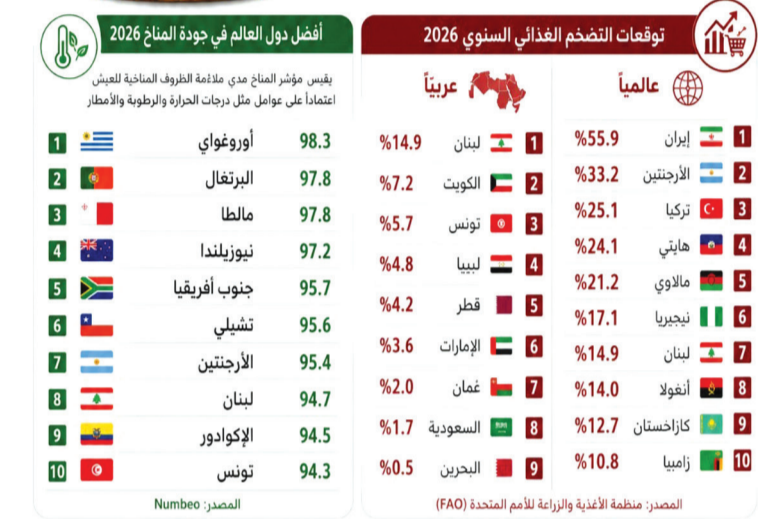 توقعات التضخم الغذائي السنوي 2026
عالمياً
1 إيران %55.9
2 الأرجنتين %33.2
3 تركيا %25.1
4 هايتي %24.1
5 مالاوي %21.2
6 نيجيريا %17.1
7 لبنان %14.9
8 أنغولا %14.0
9 كازاخستان %12.7
10 زامبيا %10.8
عربيّاً
1 لبنان %14.9
2 الكويت %7.2
3 تونس %5.7
4 ليبيا %4.8
5 قطر %4.2
6 الإمارات %3.6
7 عُمان %2.0
8 السعودية %1.7
9 البحرين %0.5
المصدر: منظمة الأغذية والزراعة للأمم المتحدة (FAO)
أفضل دول العالم في جودة المناخ 2026
يقيس مؤشر المناخ مدي ملاءمة الظروف المناخية للعيش
اعتماداً على عوامل مثل درجات الحرارة والرطوبة والأمطار
98.3 أوروغواي 1
97.8 البرتغال 2
97.8 مالطا 3
97.2 نيوزيلندا 4
95.7 جنوب أفريقيا 5
95.6 تشيلي 6
95.4 الأرجنتين 7
94.7 لبنان 8
94.5 الإكوادور 9
94.3 تونس 10
المصدر: Numbeo